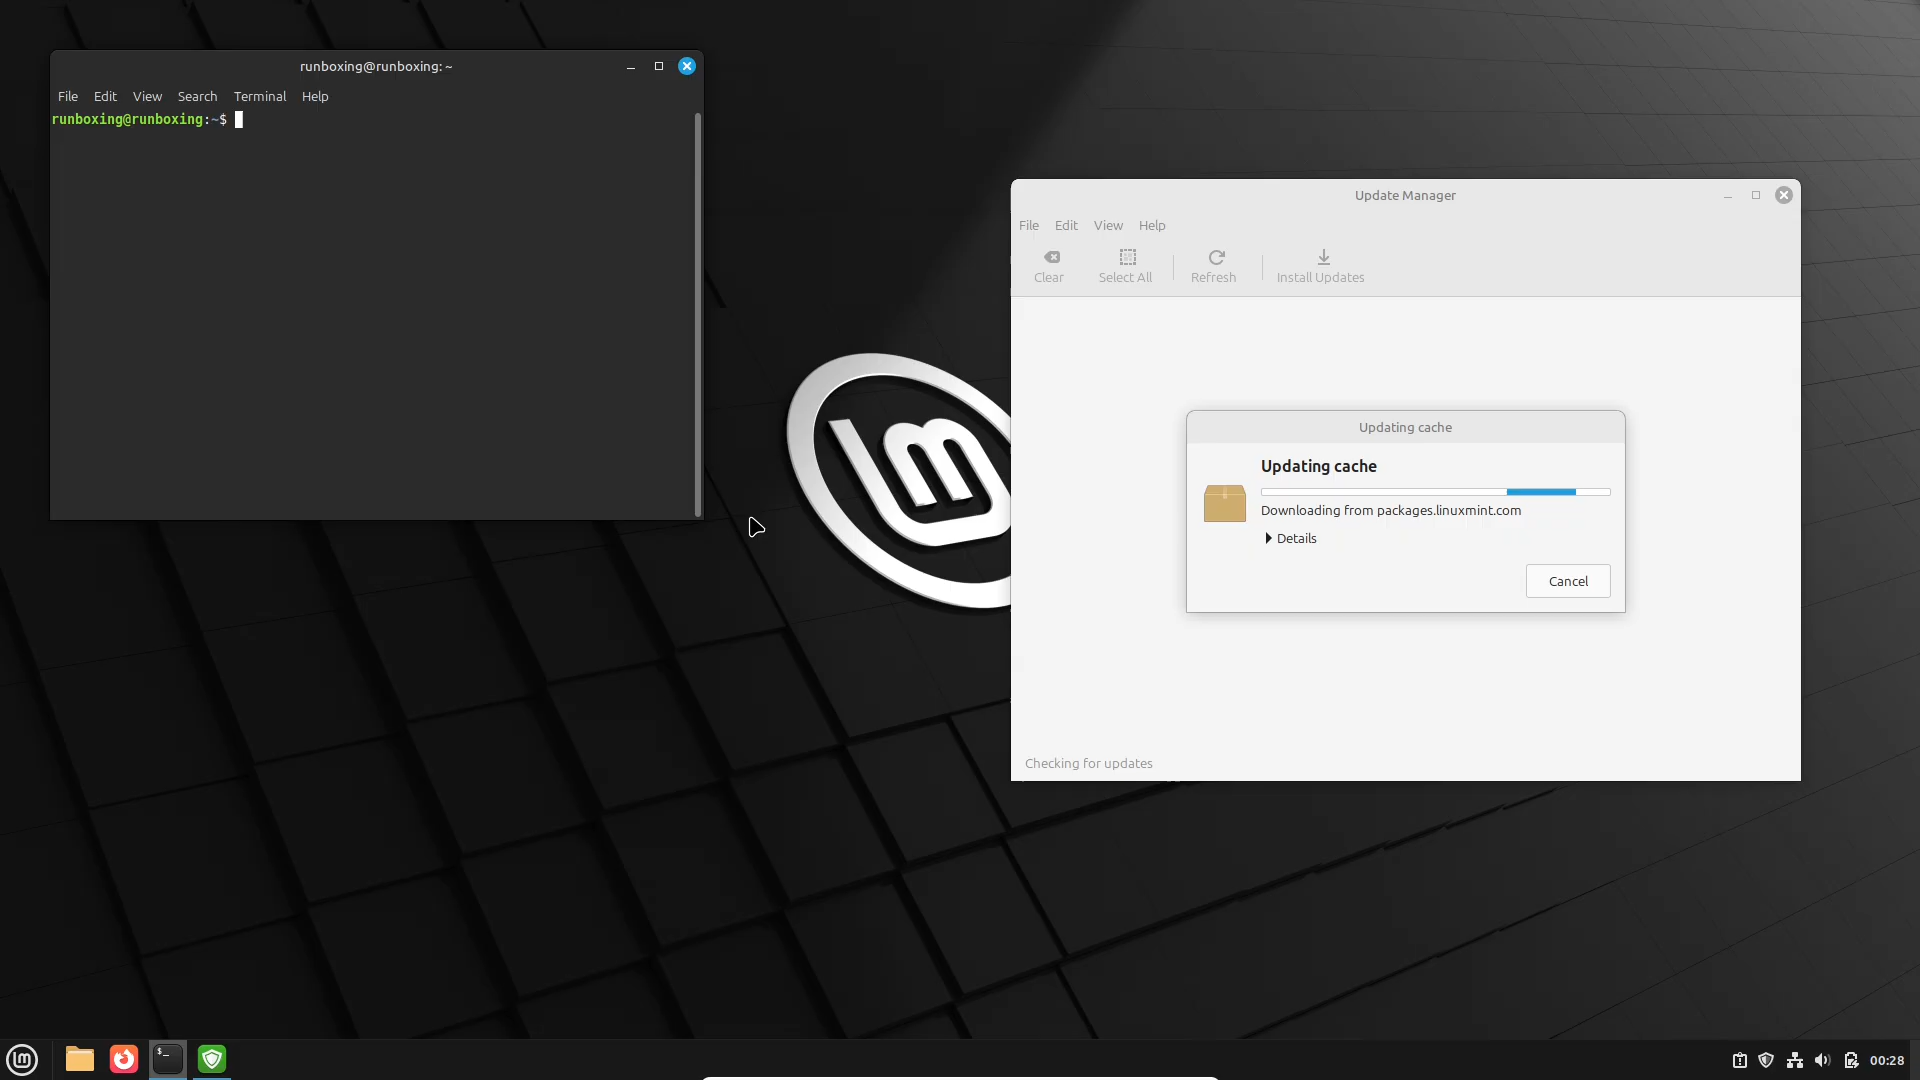 runboxing@runboxing: ~
File Edit View Search Terminal Help
runboxing@runboxing:~$
Update Manager
File Edit View Help
Clear Select All Refresh Install Updates
Updating cache
Updating cache
Downloading from packages.linuxmint.com
Details
Cancel
Checking for updates
00:28